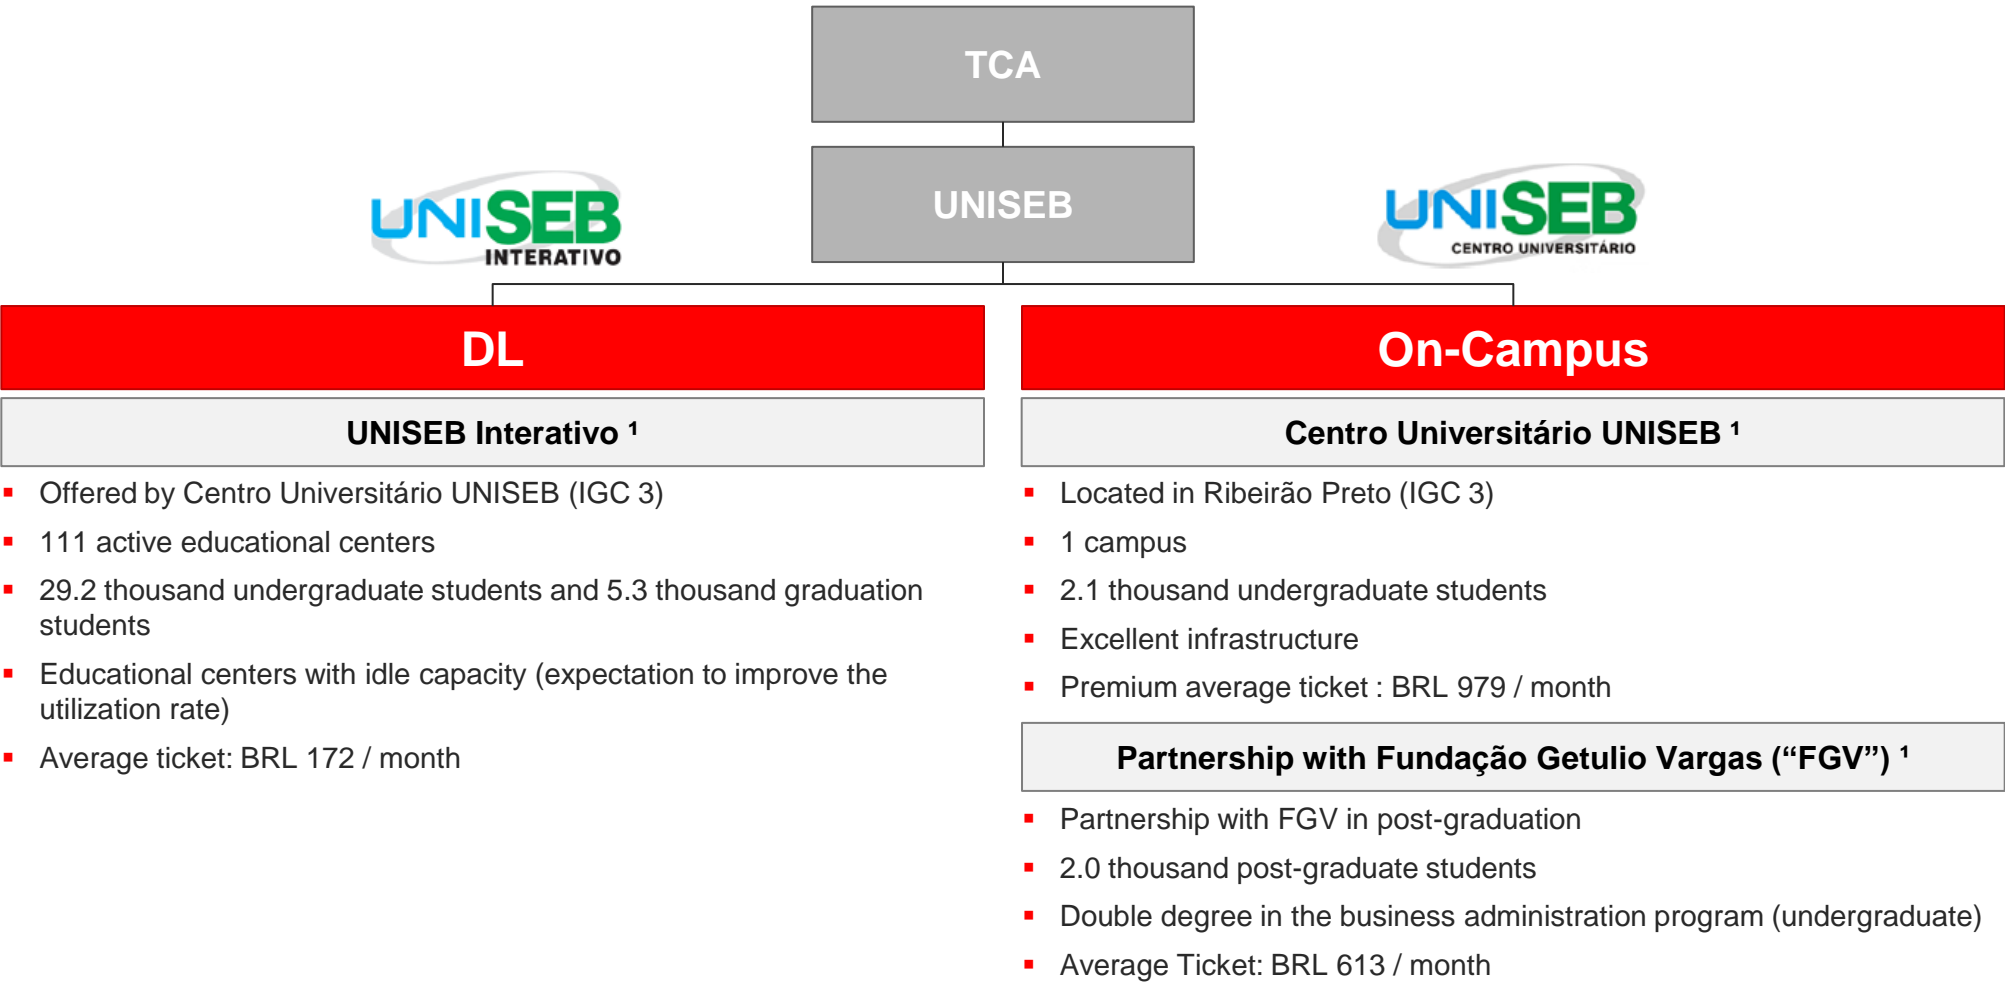 TCA
UNISEB
UNISEB
INTERATIVO
UNISEB
CENTRO UNIVERSITÁRIO
DL
UNISEB Interativo ¹
▪ Offered by Centro Universitário UNISEB (IGC 3)
▪ 111 active educational centers
▪ 29.2 thousand undergraduate students and 5.3 thousand graduation
students
▪ Educational centers with idle capacity (expectation to improve the
utilization rate)
▪ Average ticket: BRL 172 / month
On-Campus
Centro Universitário UNISEB ¹
▪ Located in Ribeirão Preto (IGC 3)
▪ 1 campus
▪ 2.1 thousand undergraduate students
▪ Excellent infrastructure
▪ Premium average ticket : BRL 979 / month
Partnership with Fundação Getulio Vargas (“FGV”) ¹
▪ Partnership with FGV in post-graduation
▪ 2.0 thousand post-graduate students
▪ Double degree in the business administration program (undergraduate)
▪ Average Ticket: BRL 613 / month